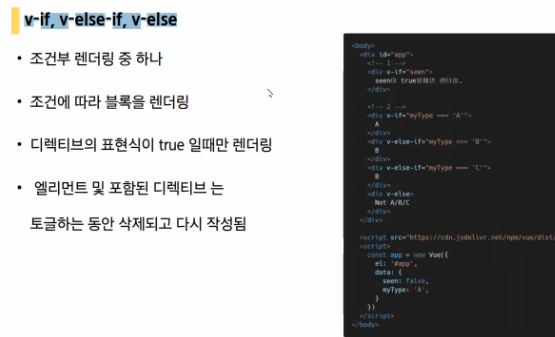 v-if, v-else-if, v-else
• 조건부 렌더링 중 하나
• 조건에 따라 블록을 렌더링
• 디렉티브의 표현식이 true 일때만 렌더링
• 엘리먼트 및 포함된 디렉티브 는
토글하는 동안 삭제되고 다시 작성됨
<body>
<div id="app">
<!-- 1 -->
<div v-if="seen">
seen이 true일때만 렌더링.
</div>
<!-- 2 -->
<div v-if="myType === 'A'">
A
</div>
<div v-else-if="myType === 'B'">
B
</div>
<div v-else-if="myType === 'C'">
B
</div>
<div v-else>
Not A/B/C
</div>
</div>
<script src="https://cdn.jsdelivr.net/npm/vue/dist/
<script>
const app = new Vue({
el: '#app',
data: {
seen: false,
myType: 'A',
}
})
</script>
</body>